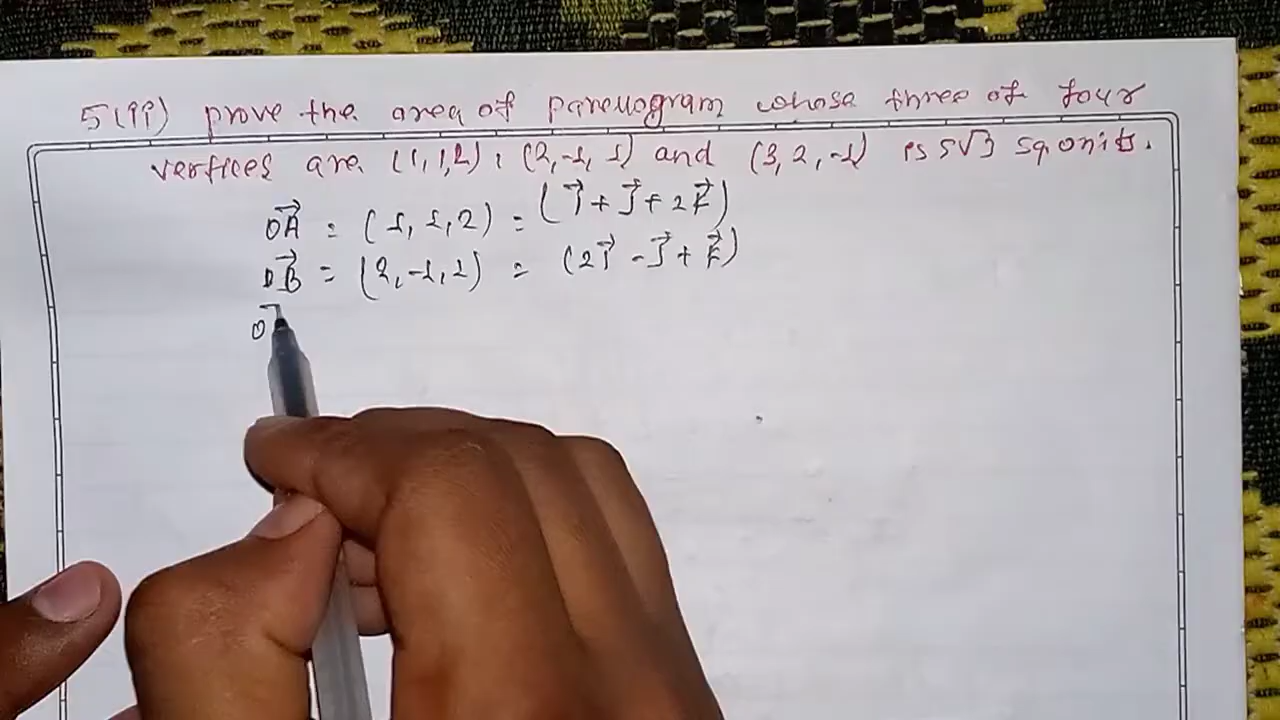 5(ii) prove the area of parellogram whose three of four
vertices are (1,1,2), (2,-1,1) and (3,2,-1) is 5√3 sq units.
OA⃗ = (1,1,2) = (i⃗ + j⃗ + 2k⃗)
OB⃗ = (2,-1,1) = (2i⃗ - j⃗ + k⃗)
O